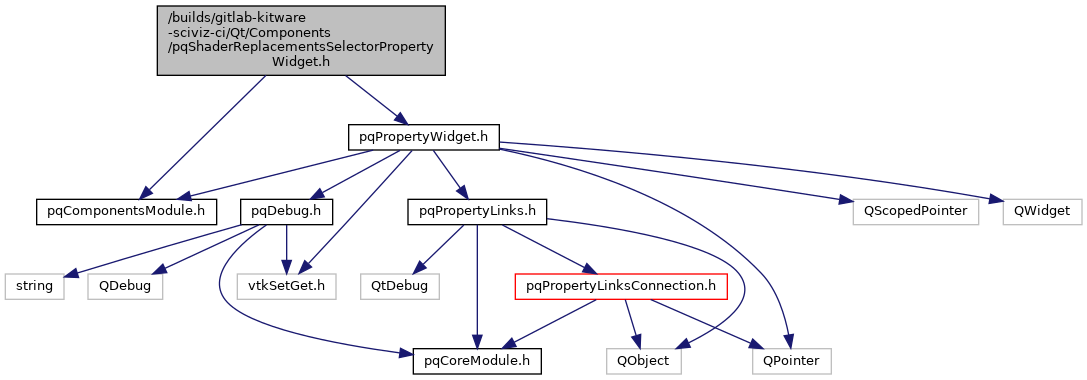 /builds/gitlab-kitware
-sciviz-ci/Qt/Components
/pqShaderReplacementsSelectorProperty
Widget.h
pqPropertyWidget.h
pqComponentsModule.h
pqDebug.h
pqPropertyLinks.h
QScopedPointer
QWidget
string
QDebug
vtkSetGet.h
QtDebug
pqPropertyLinksConnection.h
pqCoreModule.h
QObject
QPointer